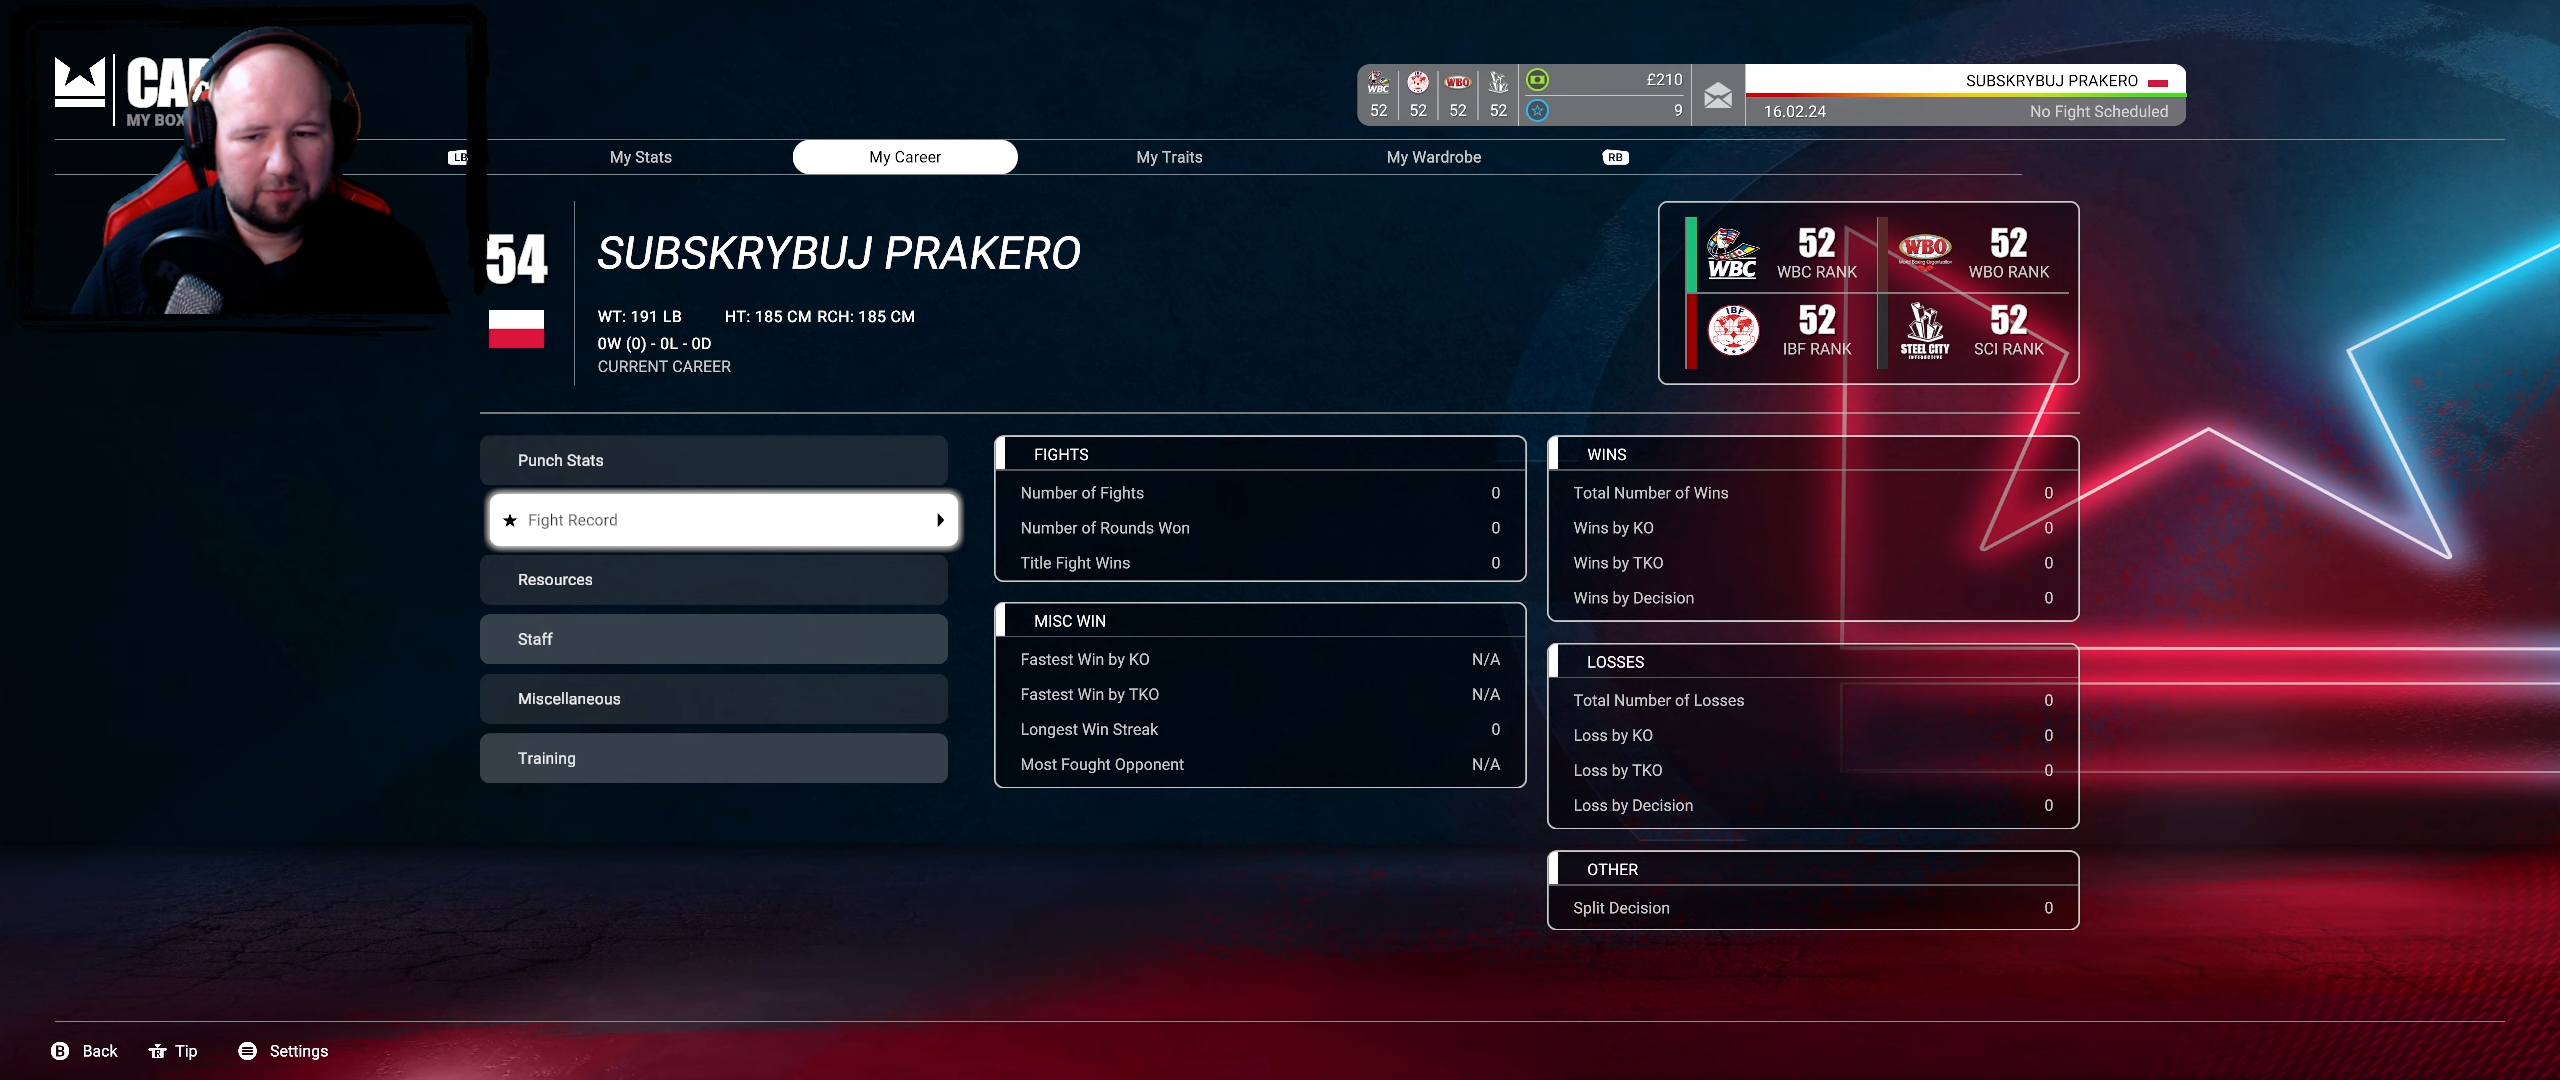 MY BOX
WBC
WBO
52
52
52
52
£210
9
SUBSKRYBUJ PRAKERO
16.02.24
No Fight Scheduled
My Stats
My Career
My Traits
My Wardrobe
RB
54
SUBSKRYBUJ PRAKERO
WT: 191 LB
HT: 185 CM RCH: 185 CM
0W (0) - 0L - 0D
CURRENT CAREER
WBC
52
WBC RANK
WBO
52
WBO RANK
IBF
52
IBF RANK
STEEL CITY
INTERACTIVE
52
SCI RANK
Punch Stats
Fight Record
Resources
Staff
Miscellaneous
Training
FIGHTS
Number of Fights 0
Number of Rounds Won 0
Title Fight Wins 0
MISC WIN
Fastest Win by KO N/A
Fastest Win by TKO N/A
Longest Win Streak 0
Most Fought Opponent N/A
WINS
Total Number of Wins 0
Wins by KO 0
Wins by TKO 0
Wins by Decision 0
LOSSES
Total Number of Losses 0
Loss by KO 0
Loss by TKO 0
Loss by Decision 0
OTHER
Split Decision 0
B Back
R Tip
Settings